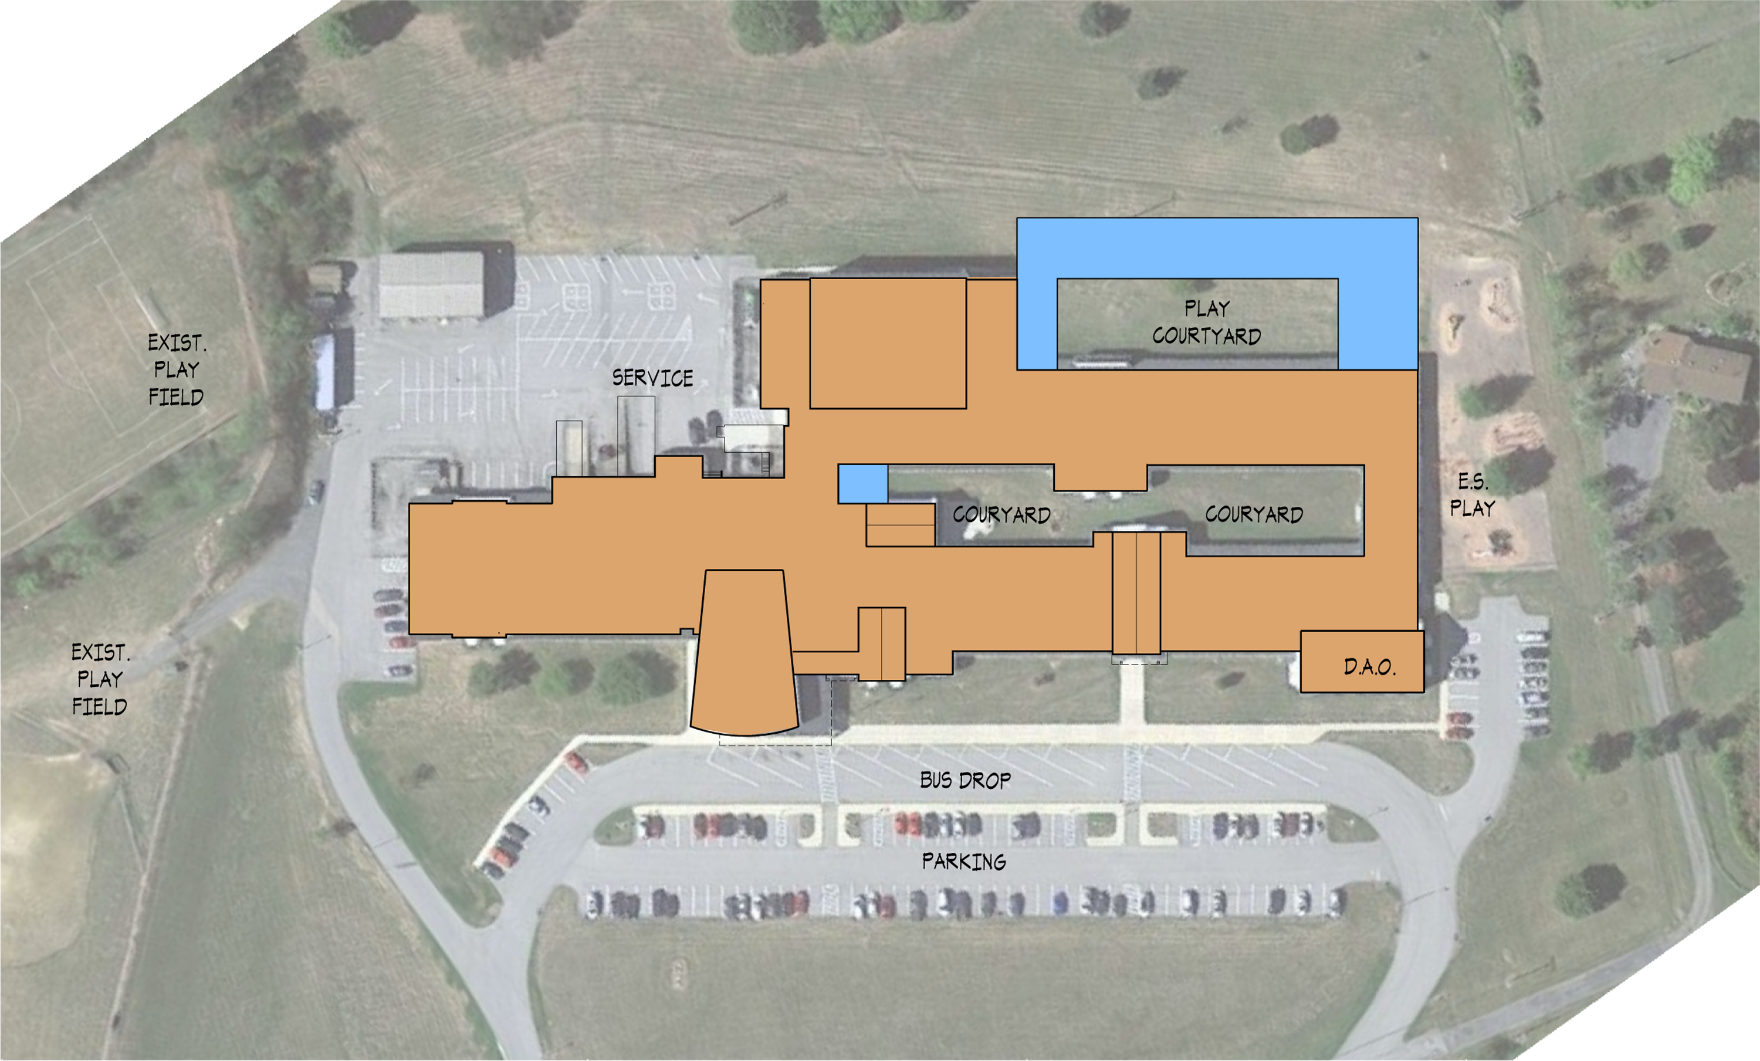 EXIST.
PLAY
FIELD
SERVICE
PLAY
COURTYARD
COURYARD
COURYARD
E.S.
PLAY
EXIST.
PLAY
FIELD
D.A.O.
BUS DROP
PARKING